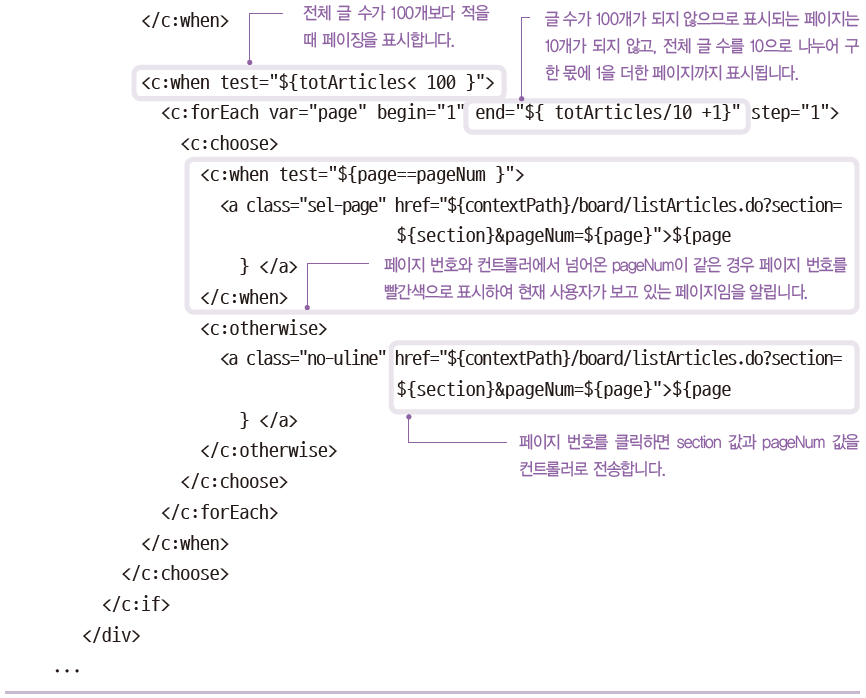 </c:when>
전체 글 수가 100개보다 적을
때 페이징을 표시합니다.
글 수가 100개가 되지 않으므로 표시되는 페이지는
10개가 되지 않고, 전체 글 수를 10으로 나누어 구
한 몫에 1을 더한 페이지까지 표시됩니다.
<c:when test="${totArticles< 100 }">
<c:forEach var="page" begin="1" end="${ totArticles/10 +1}" step="1">
<c:choose>
<c:when test="${page==pageNum }">
<a class="sel-page" href="${contextPath}/board/listArticles.do?section=
${section}&pageNum=${page}">${page
} </a>
페이지 번호와 컨트롤러에서 넘어온 pageNum이 같은 경우 페이지 번호를
빨간색으로 표시하여 현재 사용자가 보고 있는 페이지임을 알립니다.
</c:when>
<c:otherwise>
<a class="no-uline" href="${contextPath}/board/listArticles.do?section=
${section}&pageNum=${page}">${page
} </a>
페이지 번호를 클릭하면 section 값과 pageNum 값을
컨트롤러로 전송합니다.
</c:otherwise>
</c:choose>
</c:forEach>
</c:when>
</c:choose>
</c:if>
</div>
...